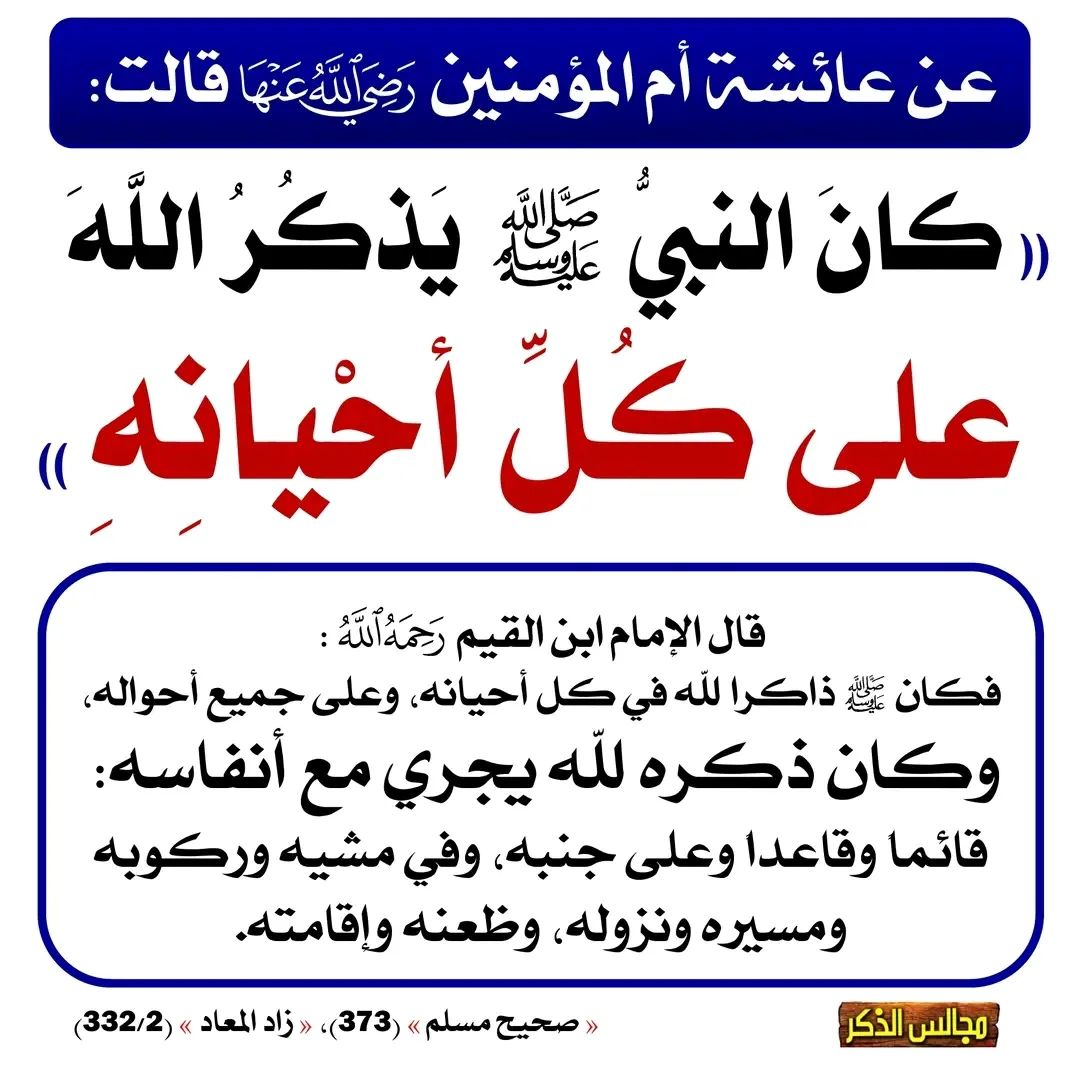 عن عائشة أم المؤمنين رَضِيَ اللَّهُ عَنْهَا قالت:
(( كانَ النبيُّ ﷺ يَذكُرُ اللَّهَ
على كُلِّ أحْيانِهِ ))
قال الإمام ابن القيم رَحِمَهُ اللَّهُ :
فكان ﷺ ذاكرا لله في كل أحيانه، وعلى جميع أحواله،
وكان ذكره لله يجري مع أنفاسه:
قائما وقاعدا وعلى جنبه، وفي مشيه وركوبه
ومسيره ونزوله، وظعنه وإقامته.
« صحيح مسلم » (373)، « زاد المعاد » (332/2)
مجالس الذكر